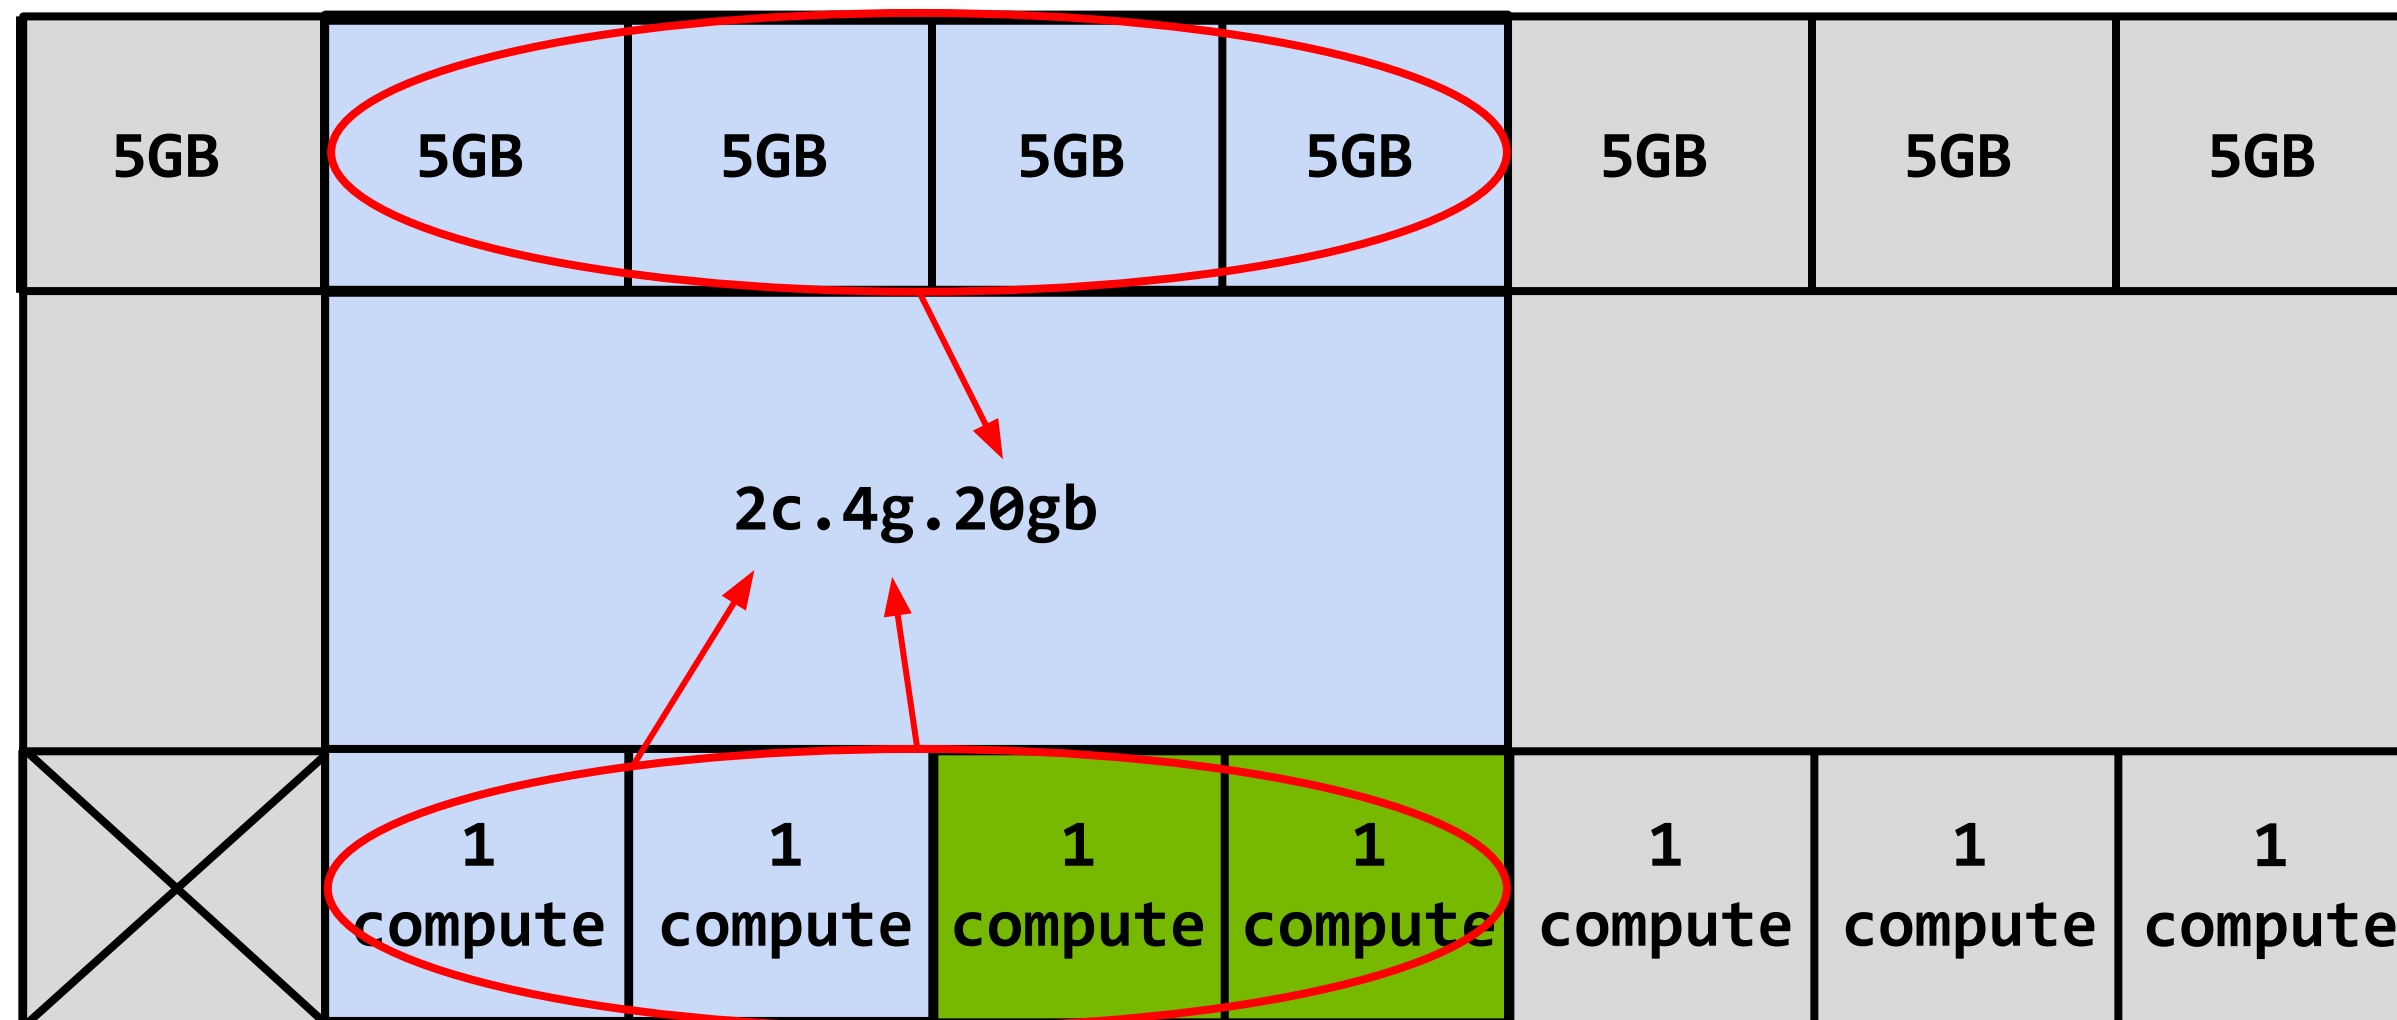 5GB 5GB 5GB 5GB 5GB 5GB 5GB 5GB
2c.4g.20gb
1 1 1 1 1 1 1
compute compute compute compute compute compute compute